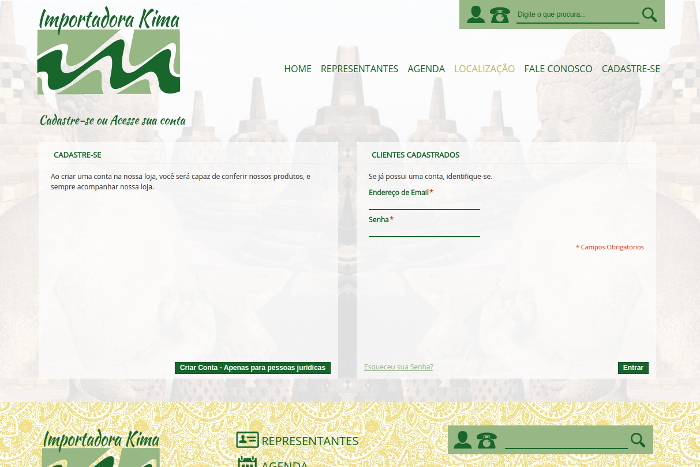 Importadora Kima
Digite o que procura...
HOME REPRESENTANTES AGENDA LOCALIZAÇÃO FALE CONOSCO CADASTRE-SE
Cadastre-se ou Acesse sua conta
CADASTRE-SE
Ao criar uma conta na nossa loja, você será capaz de conferir nossos produtos, e
sempre acompanhar nossa loja.
Criar Conta - Apenas para pessoas jurídicas
CLIENTES CADASTRADOS
Se já possui uma conta, identifique-se.
Endereço de Email*
Senha*
* Campos Obrigatórios
Esqueceu sua Senha?
Entrar
Importadora Kima
REPRESENTANTES
AGENDA